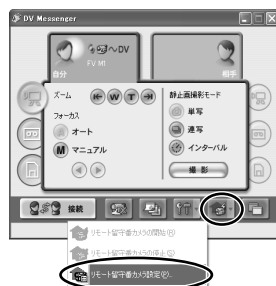 DV Messenger
FV M1
自分
相手
ズーム
W T
フォーカス
オート
M マニュアル
静止画撮影モード
単写
連写
インターバル
撮 影
接続
リモート留守番カメラの開始(R)
リモート留守番カメラの停止(S)
リモート留守番カメラ設定(P)...